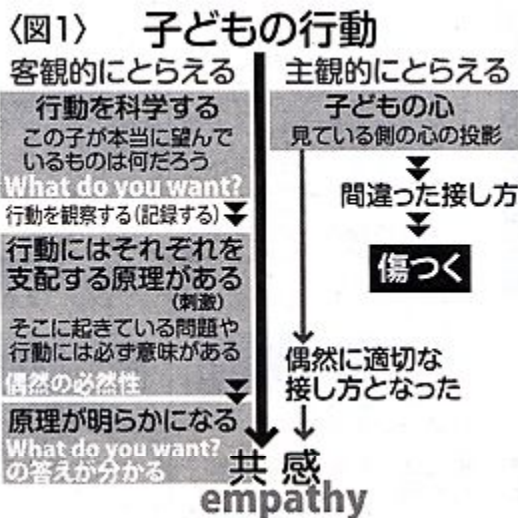 〈図1〉 子どもの行動
客観的にとらえる
行動を科学する
この子が本当に望んで
いるものは何だろう
What do you want?
行動を観察する(記録する)
行動にはそれぞれを
支配する原理がある
(刺激)
そこに起きている問題や
行動には必ず意味がある
偶然の必然性
原理が明らかになる
What do you want?
の答えが分かる
主観的にとらえる
子どもの心
見ている側の心の投影
間違った接し方
傷つく
偶然に適切な
接し方となった
共感
empathy